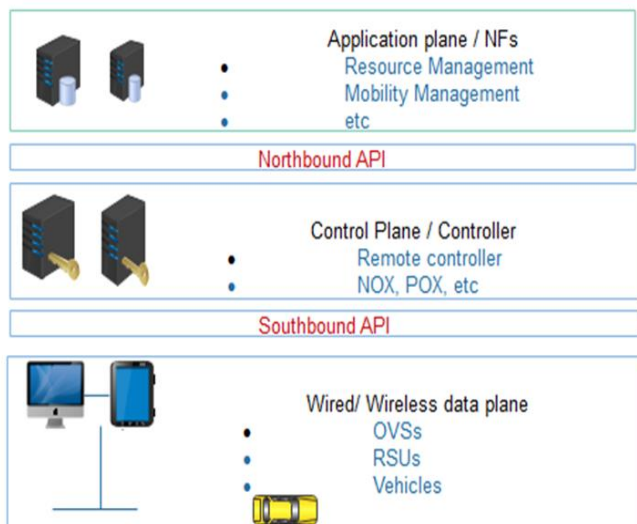 Application plane / NFs
• Resource Management
• Mobility Management
• etc
Northbound API
Control Plane / Controller
• Remote controller
• NOX, POX, etc
Southbound API
Wired/ Wireless data plane
• OVSs
• RSUs
• Vehicles